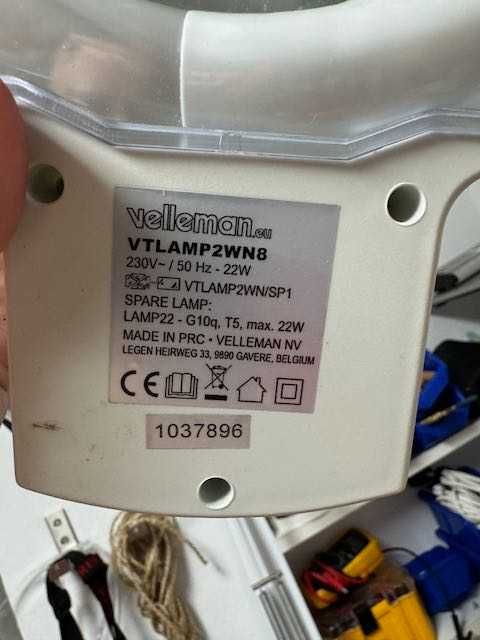 velleman.eu
VTLAMP2WN8
230V~ / 50 Hz - 22W
VTLAMP2WN/SP1
SPARE LAMP:
LAMP22 - G10q, T5, max. 22W
MADE IN PRC • VELLEMAN NV
LEGEN HEIRWEG 33, 9890 GAVERE, BELGIUM
CE
1037896